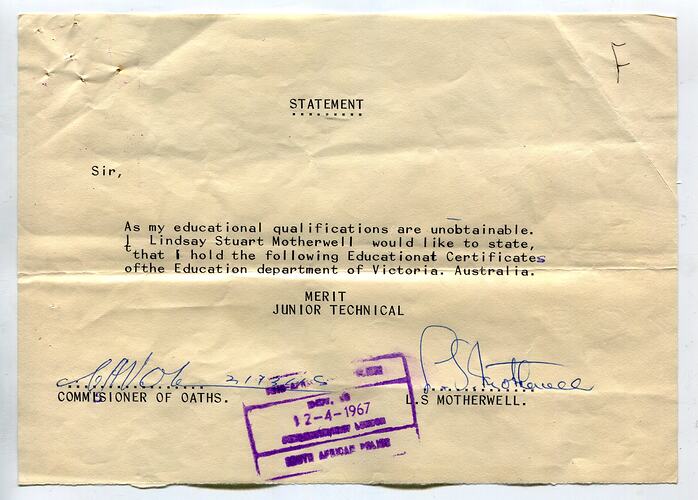 F
STATEMENT
Sir,
As my educational qualifications are unobtainable.
I Lindsay Stuart Motherwell would like to state,
that I hold the following Educational Certificates
ofthe Education department of Victoria. Australia.
MERIT
JUNIOR TECHNICAL
L S Motherwell
COMMISIONER OF OATHS.
L.S MOTHERWELL.
12-4-1967
SOUTH AFRICAN POLICE